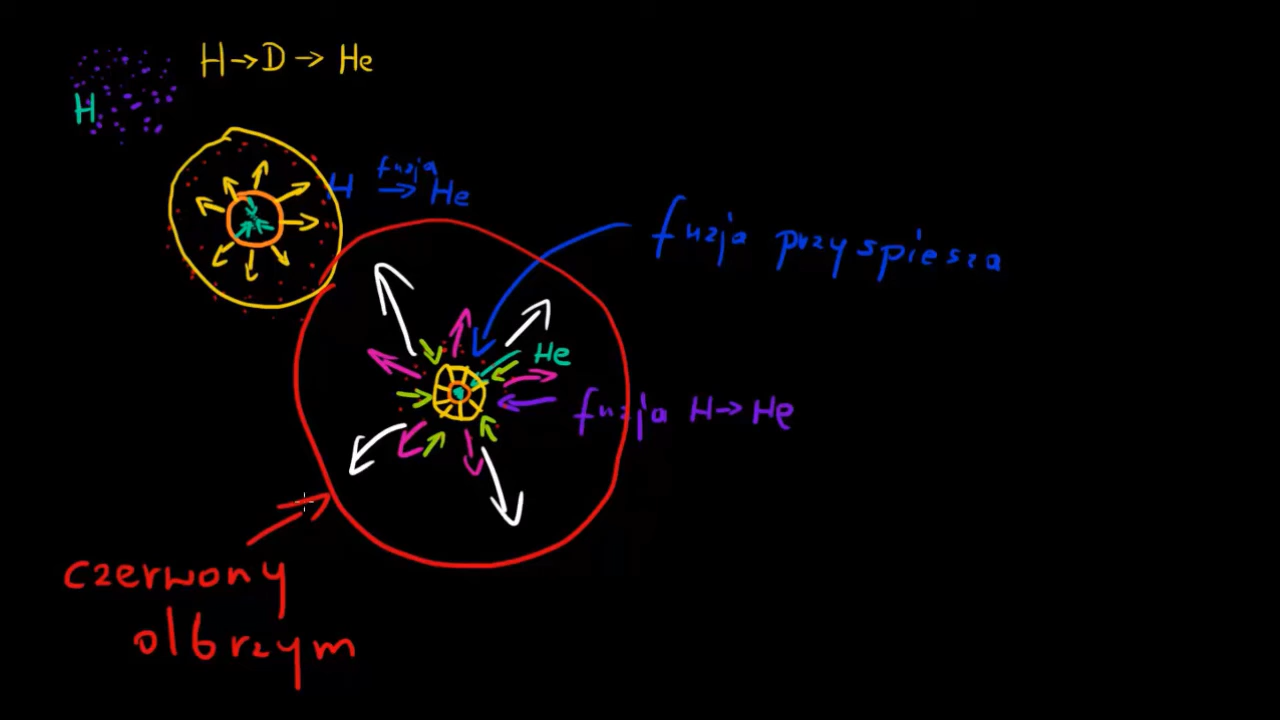 H → D → He
H
H fuzja → He
fuzja przyspiesza
He
fuzja H → He
czerwony
olbrzym